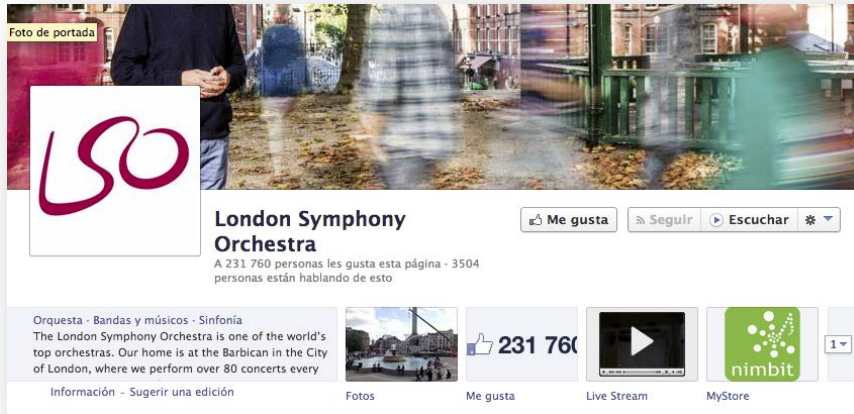 Foto de portada
LSO
London Symphony
Orchestra
A 231 760 personas les gusta esta página · 3504
personas están hablando de esto
Me gusta
Seguir
Escuchar
Orquesta · Bandas y músicos · Sinfonía
The London Symphony Orchestra is one of the world's
top orchestras. Our home is at the Barbican in the City
of London, where we perform over 80 concerts every
Información – Sugerir una edición
Fotos
231 760
Me gusta
Live Stream
nimbit
MyStore
1